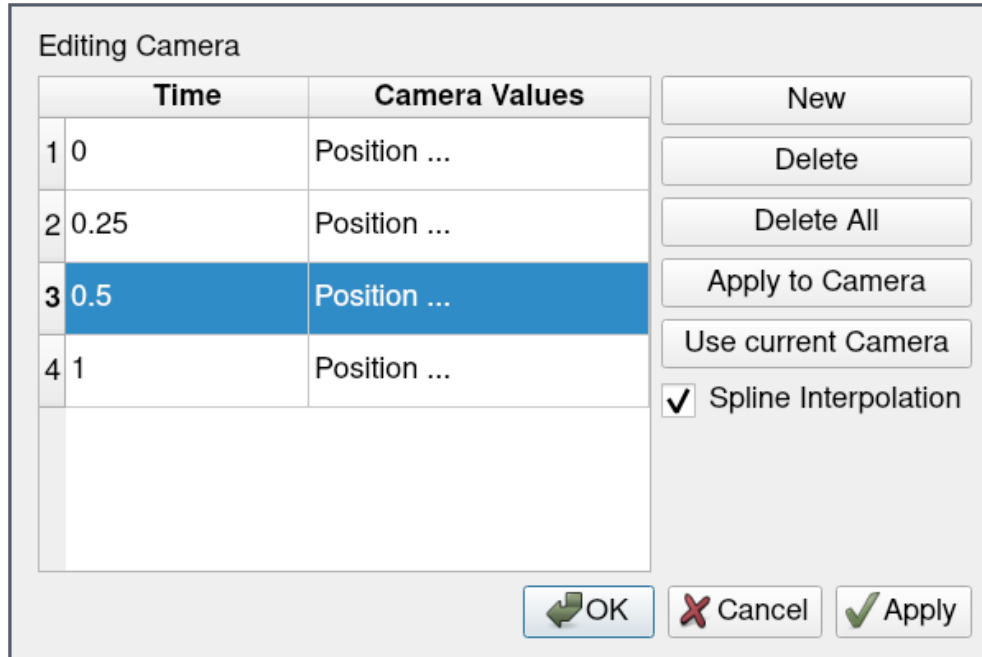 Editing Camera
Time Camera Values
1 0 Position ...
2 0.25 Position ...
3 0.5 Position ...
4 1 Position ...
New
Delete
Delete All
Apply to Camera
Use current Camera
Spline Interpolation
OK Cancel Apply